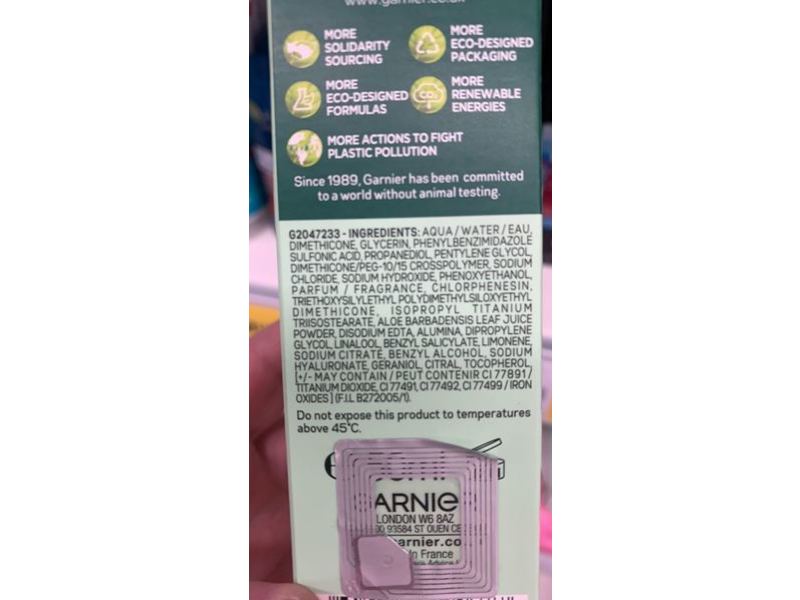 www.garnier.co.uk
MORE
SOLIDARITY
SOURCING
MORE
ECO-DESIGNED
PACKAGING
MORE
ECO-DESIGNED
FORMULAS
CO₂
MORE
RENEWABLE
ENERGIES
MORE ACTIONS TO FIGHT
PLASTIC POLLUTION
Since 1989, Garnier has been committed
to a world without animal testing.
G2047233 - INGREDIENTS: AQUA / WATER / EAU,
DIMETHICONE, GLYCERIN, PHENYLBENZIMIDAZOLE
SULFONIC ACID, PROPANEDIOL, PENTYLENE GLYCOL,
DIMETHICONE/PEG-10/15 CROSSPOLYMER, SODIUM
CHLORIDE, SODIUM HYDROXIDE, PHENOXYETHANOL,
PARFUM / FRAGRANCE, CHLORPHENESIN,
TRIETHOXYSILYLETHYL POLYDIMETHYLSILOXYETHYL
DIMETHICONE, ISOPROPYL TITANIUM
TRIISOSTEARATE, ALOE BARBADENSIS LEAF JUICE
POWDER, DISODIUM EDTA, ALUMINA, DIPROPYLENE
GLYCOL, LINALOOL, BENZYL SALICYLATE, LIMONENE,
SODIUM CITRATE, BENZYL ALCOHOL, SODIUM
HYALURONATE, GERANIOL, CITRAL, TOCOPHEROL,
[+/- MAY CONTAIN / PEUT CONTENIR CI 77891 /
TITANIUM DIOXIDE, CI 77491, CI 77492, CI 77499 / IRON
OXIDES ] (F.I.L B272005/1).
Do not expose this product to temperatures
above 45°C.
ARNIE
LONDON W6 8AZ
93584 ST OUEN CE
garnier.co
In France